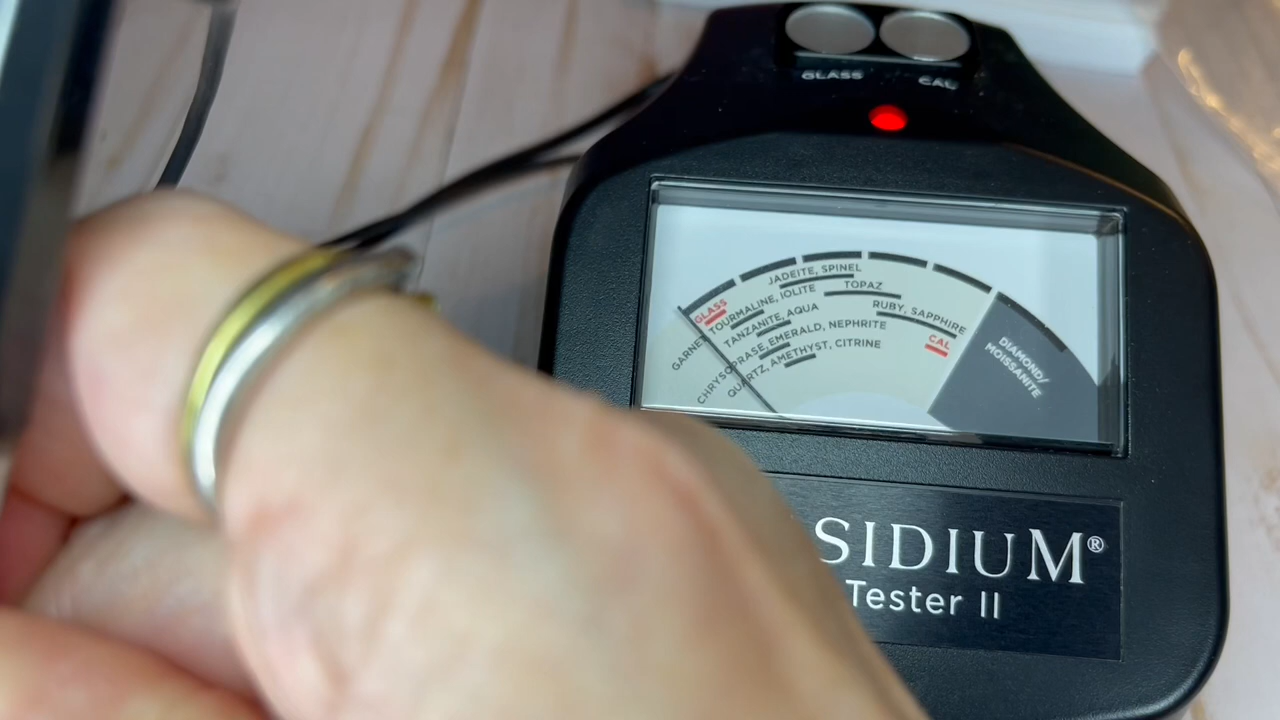 GLASS CAL
JADEITE, SPINEL
GLASS
TOURMALINE, IOLITE
TOPAZ
GARNET
TANZANITE, AQUA
RUBY, SAPPHIRE
CHRYSOPRASE, EMERALD, NEPHRITE
CAL
QUARTZ, AMETHYST, CITRINE
DIAMOND/
MOISSANITE
SIDIUM®
Tester II